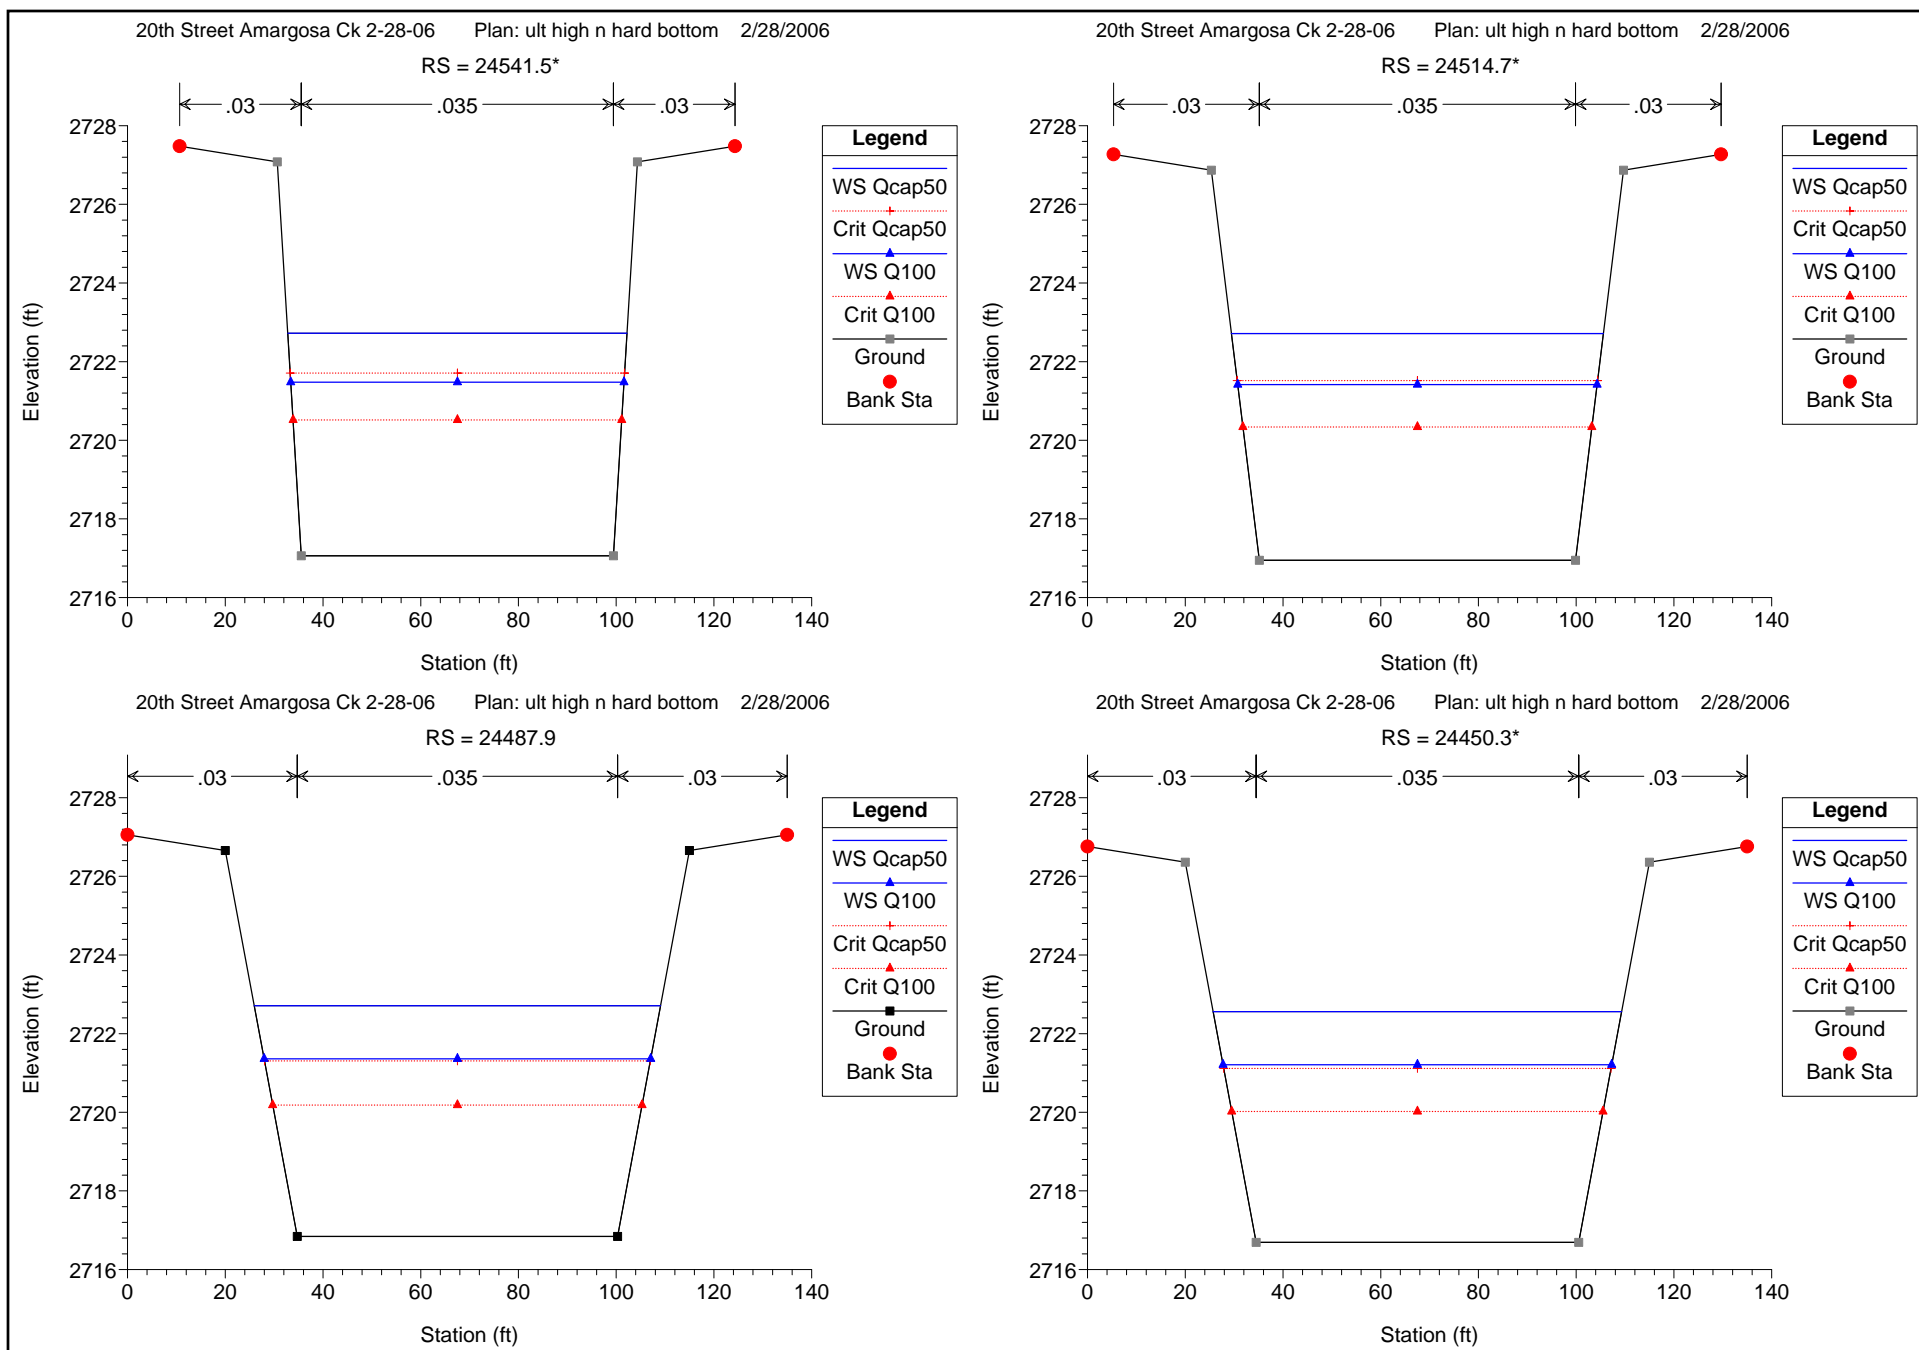 20th Street Amargosa Ck 2-28-06 Plan: ult high n hard bottom 2/28/2006
RS = 24541.5*
.03 .035 .03
2728
2726
2724
2722
2720
2718
2716
Elevation (ft)
0 20 40 60 80 100 120 140
Station (ft)
Legend
WS Qcap50
Crit Qcap50
WS Q100
Crit Q100
Ground
Bank Sta
20th Street Amargosa Ck 2-28-06 Plan: ult high n hard bottom 2/28/2006
RS = 24514.7*
.03 .035 .03
2728
2726
2724
2722
2720
2718
2716
Elevation (ft)
0 20 40 60 80 100 120 140
Station (ft)
Legend
WS Qcap50
Crit Qcap50
WS Q100
Crit Q100
Ground
Bank Sta
20th Street Amargosa Ck 2-28-06 Plan: ult high n hard bottom 2/28/2006
RS = 24487.9
.03 .035 .03
2728
2726
2724
2722
2720
2718
2716
Elevation (ft)
0 20 40 60 80 100 120 140
Station (ft)
Legend
WS Qcap50
WS Q100
Crit Qcap50
Crit Q100
Ground
Bank Sta
20th Street Amargosa Ck 2-28-06 Plan: ult high n hard bottom 2/28/2006
RS = 24450.3*
.03 .035 .03
2728
2726
2724
2722
2720
2718
2716
Elevation (ft)
0 20 40 60 80 100 120 140
Station (ft)
Legend
WS Qcap50
WS Q100
Crit Qcap50
Crit Q100
Ground
Bank Sta